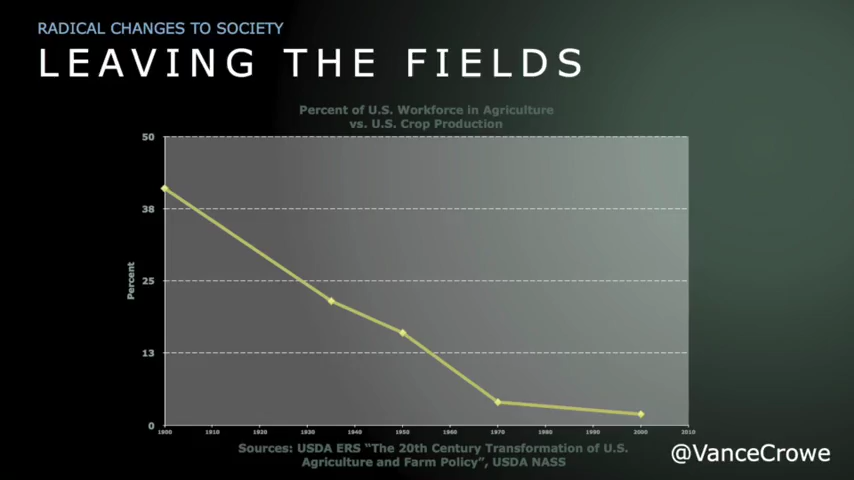 RADICAL CHANGES TO SOCIETY
LEAVING THE FIELDS
Percent of U.S. Workforce in Agriculture
vs. U.S. Crop Production
50
38
25
13
0
Percent
1900 1910 1920 1930 1940 1950 1960 1970 1980 1990 2000 2010
Sources: USDA ERS “The 20th Century Transformation of U.S.
Agriculture and Farm Policy”, USDA NASS
@VanceCrowe